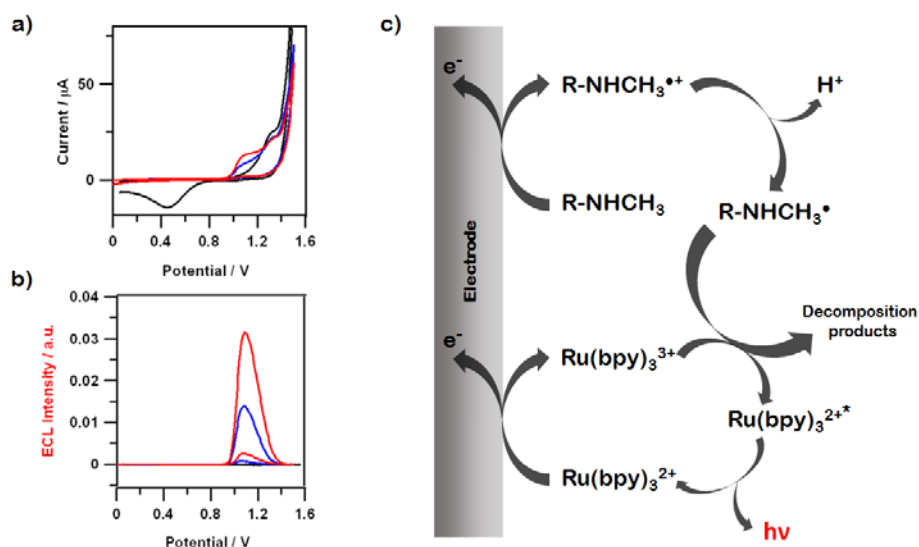 a)
Current / μA
50
0
0
0.4
0.8
1.2
1.6
Potential / V
b)
ECL Intensity / a.u.
0.04
0.03
0.02
0.01
0
0
0.4
0.8
1.2
1.6
Potential / V
c)
Electrode
e⁻
R-NHCH₃•⁺
H⁺
R-NHCH₃
R-NHCH₃•
Decomposition
products
e⁻
Ru(bpy)₃³⁺
Ru(bpy)₃²⁺*
Ru(bpy)₃²⁺
hν